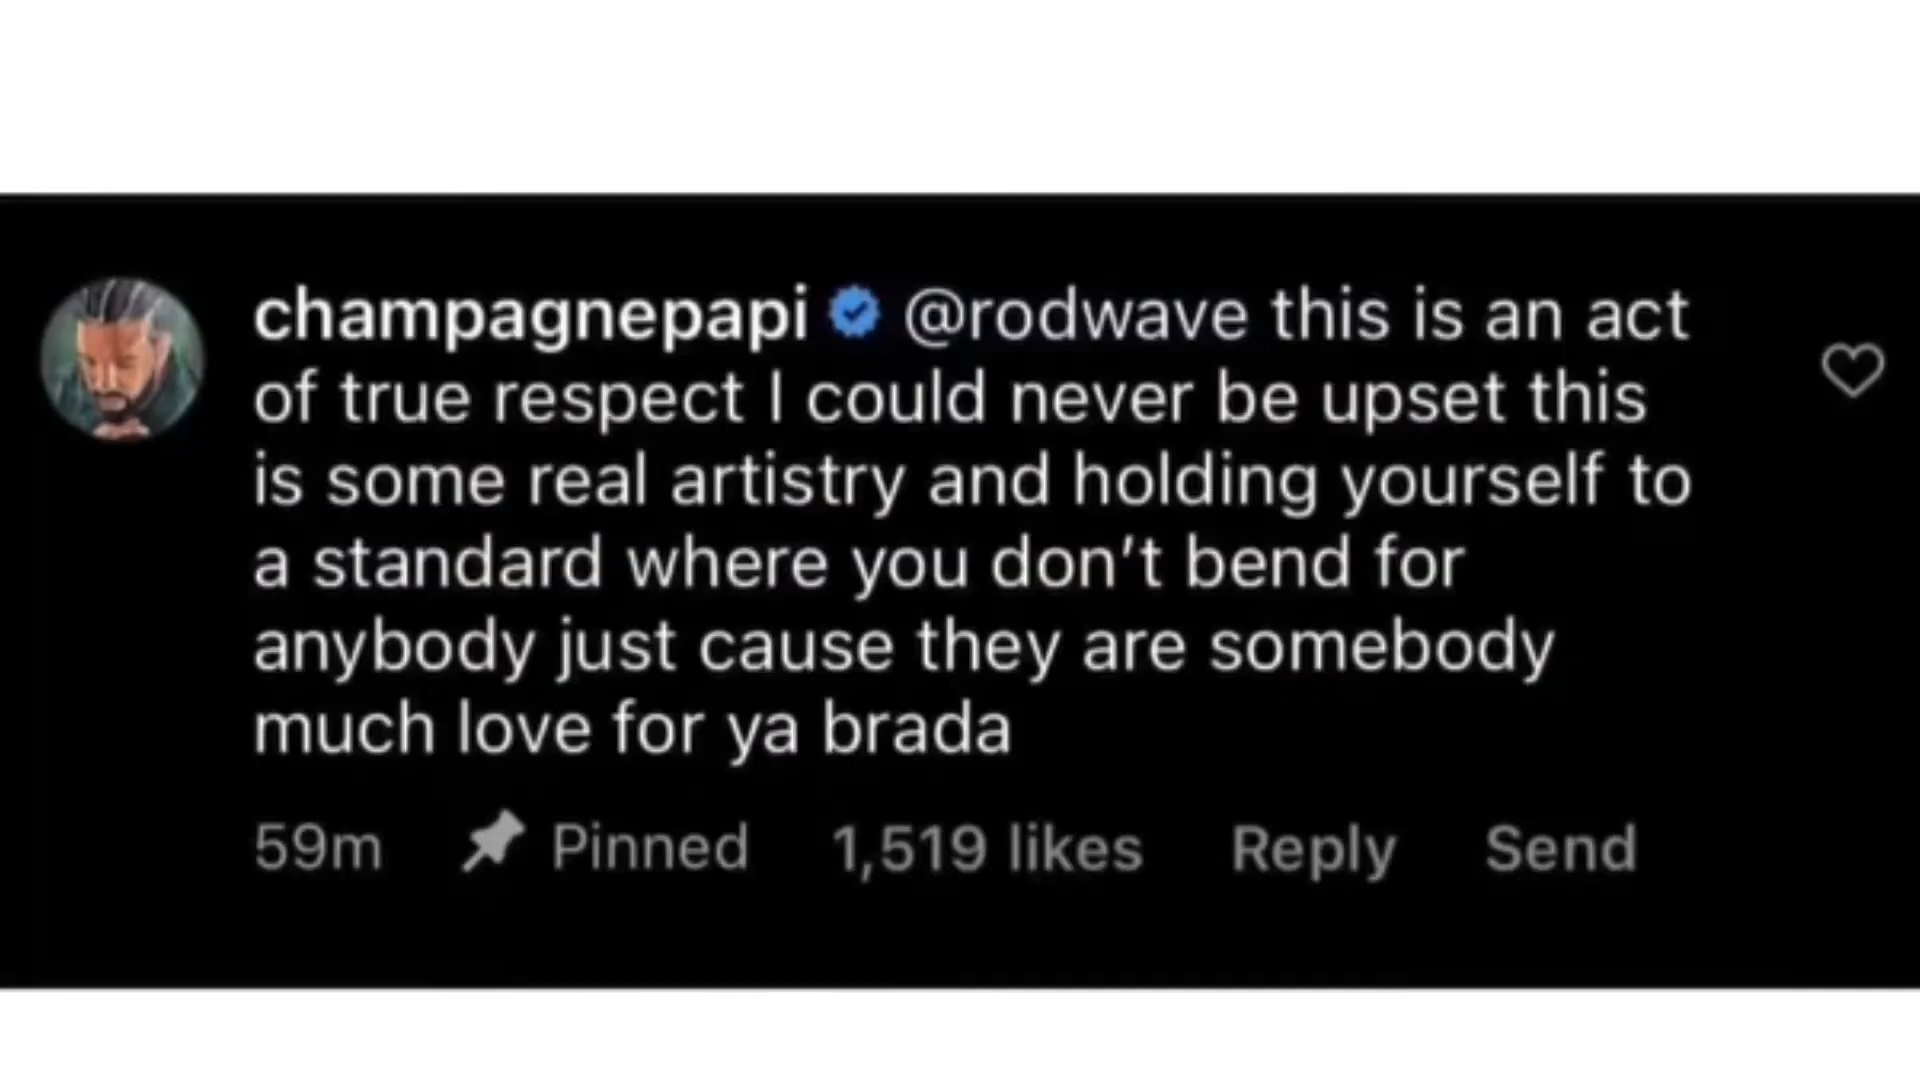 champagnepapi @rodwave this is an act
of true respect I could never be upset this
is some real artistry and holding yourself to
a standard where you don’t bend for
anybody just cause they are somebody
much love for ya brada
59m Pinned 1,519 likes Reply Send